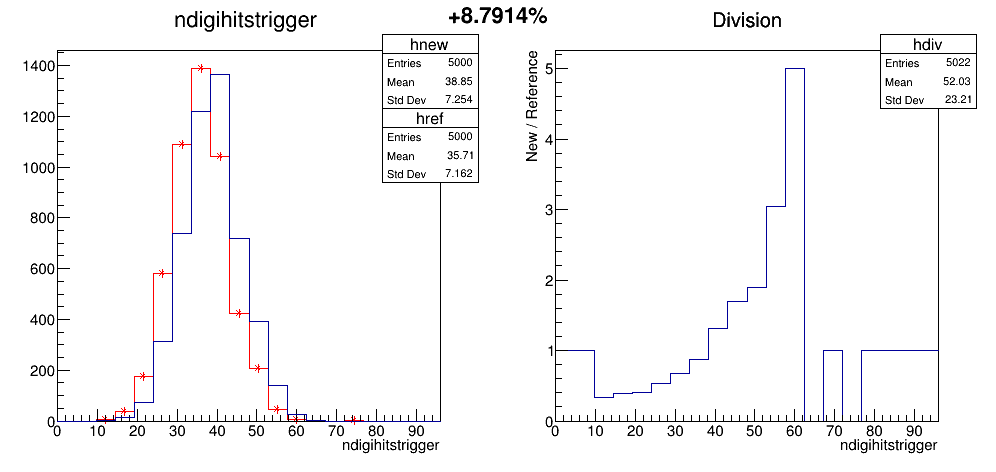 ndigihitstrigger
+8.7914%
Division
hnew
Entries 5000
Mean 38.85
Std Dev 7.254
href
Entries 5000
Mean 35.71
Std Dev 7.162
1400
1200
1000
800
600
400
200
0
0 10 20 30 40 50 60 70 80 90
ndigihitstrigger
hdiv
Entries 5022
Mean 52.03
Std Dev 23.21
New / Reference
5
4
3
2
1
0
0 10 20 30 40 50 60 70 80 90
ndigihitstrigger